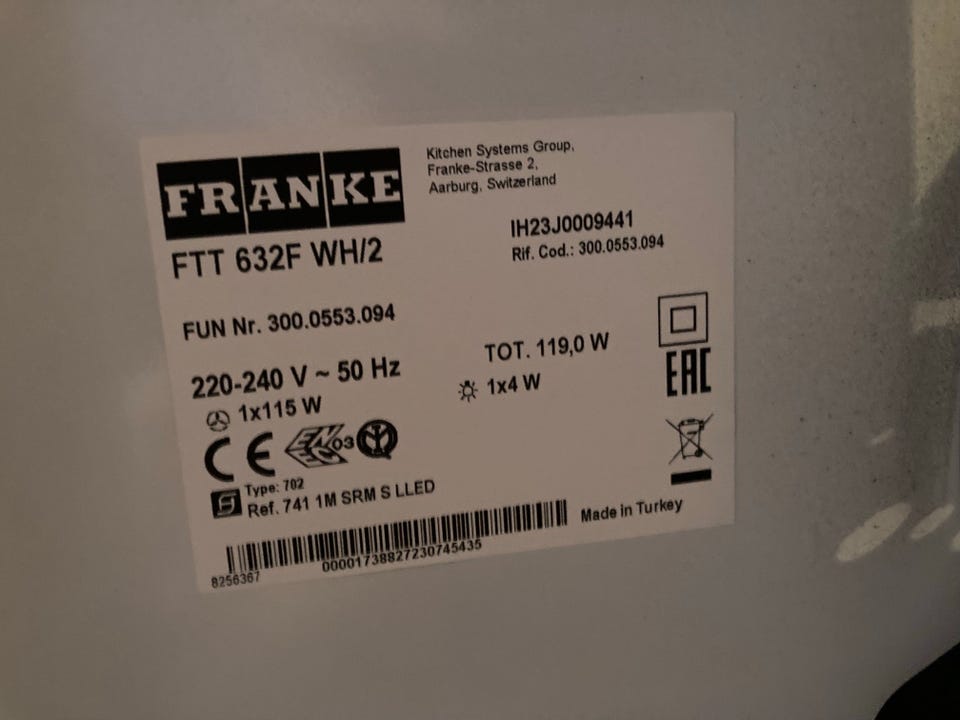 FRANKE
Kitchen Systems Group,
Franke-Strasse 2,
Aarburg, Switzerland
FTT 632F WH/2
IH23J0009441
Rif. Cod.: 300.0553.094
FUN Nr. 300.0553.094
220-240 V ~ 50 Hz
TOT. 119,0 W
1x115 W
1x4 W
EAC
CE
ENEC 03
Type: 702
Ref. 741 1M SRM S LLED
Made in Turkey
00001738827230745435
8256367